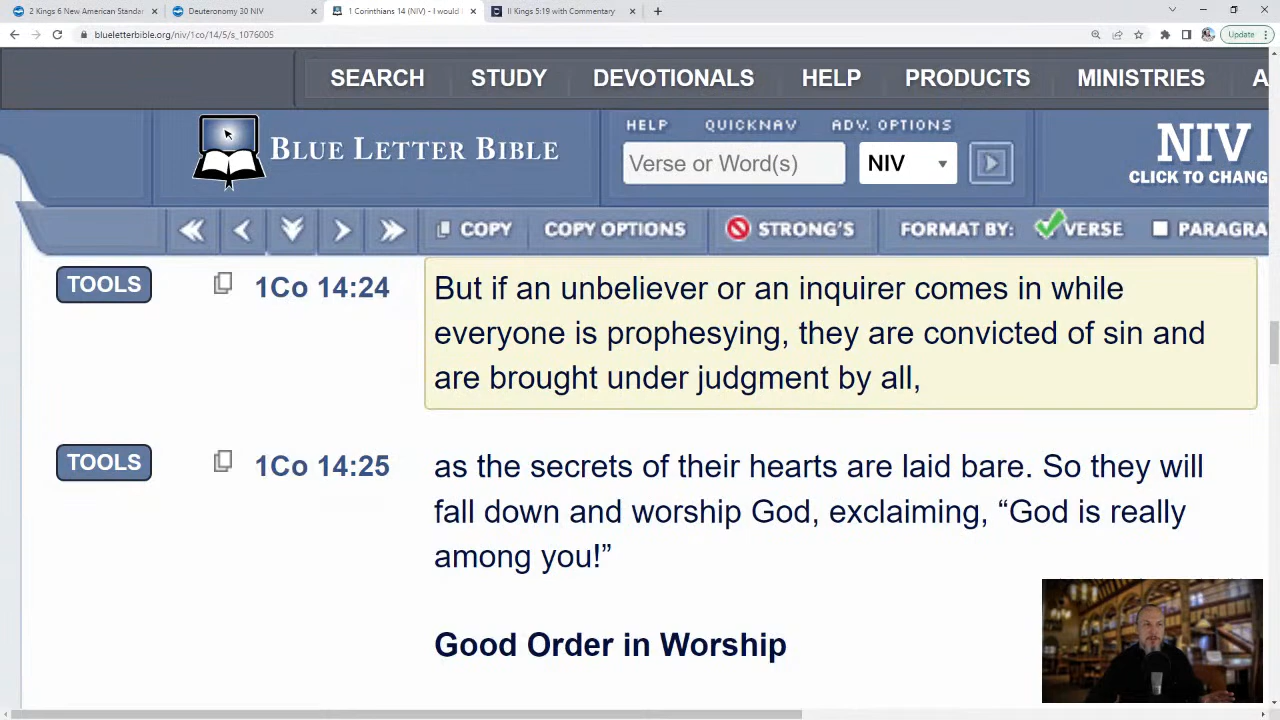 2 Kings 6 New American Standar
Deuteronomy 30 NIV
1 Corinthians 14 (NIV) - I would l
II Kings 5:19 with Commentary
blueletterbible.org/niv/1co/14/5/s_1076005
Update
SEARCH STUDY DEVOTIONALS HELP PRODUCTS MINISTRIES A
HELP QUICKNAV ADV. OPTIONS
BLUE LETTER BIBLE
Verse or Word(s) NIV
NIV
CLICK TO CHANG
COPY COPY OPTIONS STRONG'S FORMAT BY: VERSE PARAGRA
TOOLS 1Co 14:24 But if an unbeliever or an inquirer comes in while
everyone is prophesying, they are convicted of sin and
are brought under judgment by all,
TOOLS 1Co 14:25 as the secrets of their hearts are laid bare. So they will
fall down and worship God, exclaiming, “God is really
among you!”
Good Order in Worship